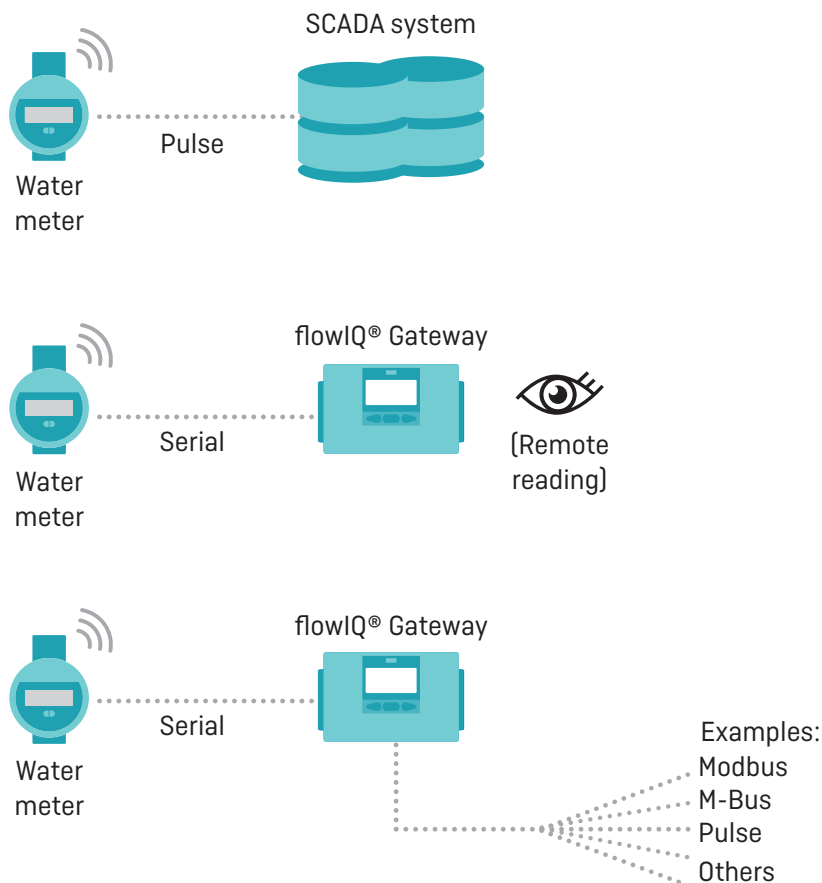 SCADA system
Pulse
Water
meter
flowIQ® Gateway
Serial
(Remote
reading)
Water
meter
flowIQ® Gateway
Serial
Water
meter
Examples:
Modbus
M-Bus
Pulse
Others